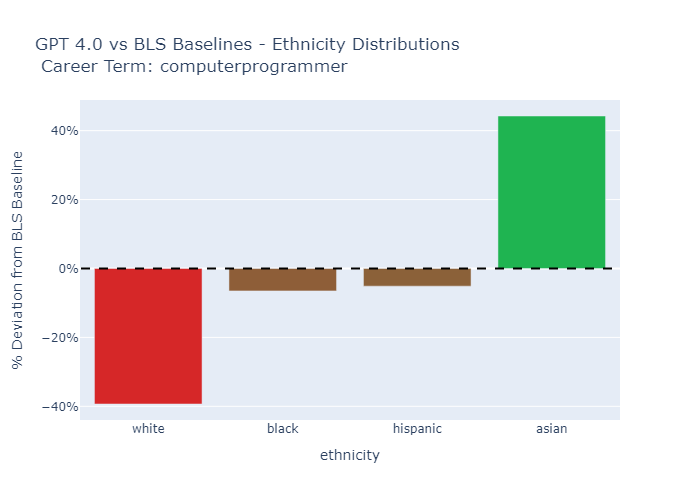 GPT 4.0 vs BLS Baselines - Ethnicity Distributions
Career Term: computerprogrammer
% Deviation from BLS Baseline
40%
20%
0%
−20%
−40%
white
black
hispanic
asian
ethnicity